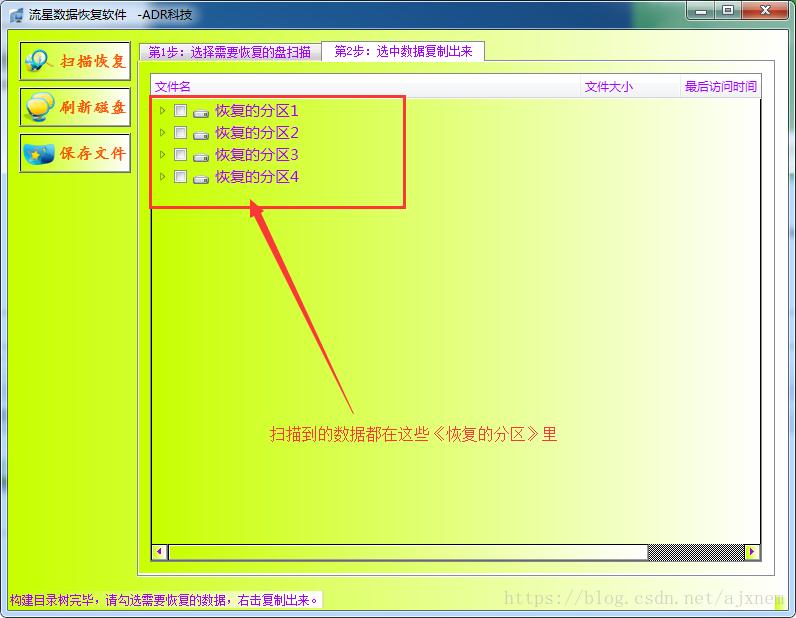 流星数据恢复软件 -ADR科技
扫描恢复
刷新磁盘
保存文件
第1步：选择需要恢复的盘扫描
第2步：选中数据复制出来
文件名 文件大小 最后访问时间
恢复的分区1
恢复的分区2
恢复的分区3
恢复的分区4
扫描到的数据都在这些《恢复的分区》里
构建目录树完毕，请勾选需要恢复的数据，右击复制出来。
https://blog.csdn.net/ajxnem